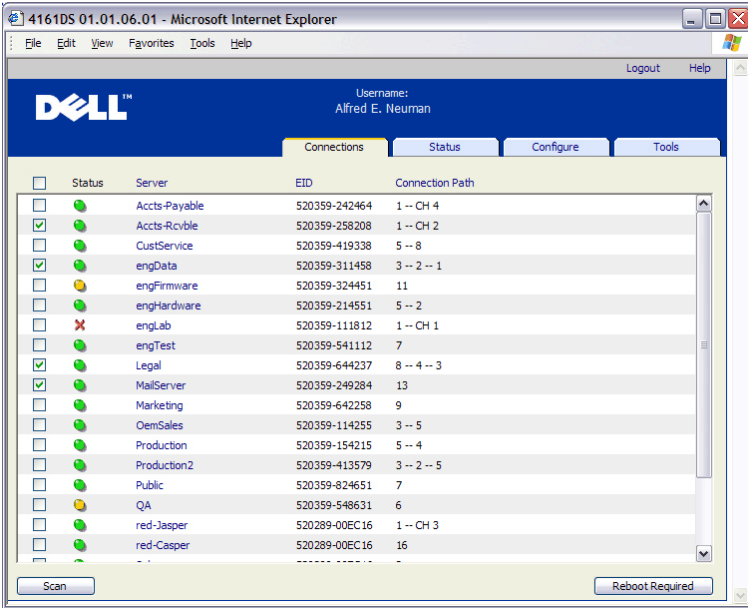 4161DS 01.01.06.01 - Microsoft Internet Explorer
File Edit View Favorites Tools Help
Logout Help
DELL™
Username:
Alfred E. Neuman
Connections Status Configure Tools
Status Server EID Connection Path
Accts-Payable 520359-242464 1 -- CH 4
Accts-Rcvble 520359-258208 1 -- CH 2
CustService 520359-419338 5 -- 8
engData 520359-311458 3 -- 2 -- 1
engFirmware 520359-324451 11
engHardware 520359-214551 5 -- 2
engLab 520359-111812 1 -- CH 1
engTest 520359-541112 7
Legal 520359-644237 8 -- 4 -- 3
MailServer 520359-249284 13
Marketing 520359-642258 9
OemSales 520359-114255 3 -- 5
Production 520359-154215 5 -- 4
Production2 520359-413579 3 -- 2 -- 5
Public 520359-824651 7
QA 520359-548631 6
red-Jasper 520289-00EC16 1 -- CH 3
red-Casper 520289-00EC16 16
Scan Reboot Required